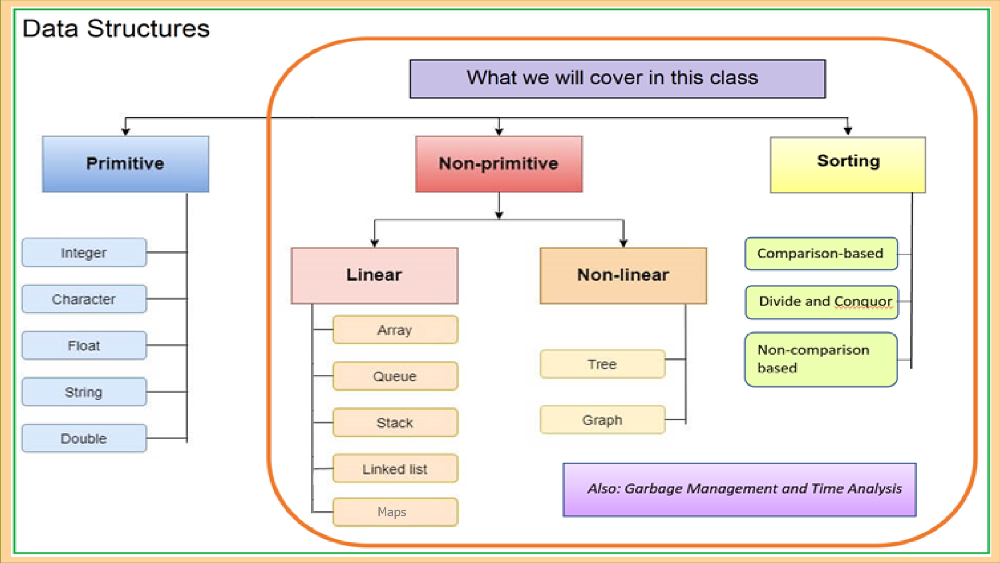 Data Structures
What we will cover in this class
Primitive
Non-primitive
Sorting
Integer
Character
Float
String
Double
Linear
Array
Queue
Stack
Linked list
Maps
Non-linear
Tree
Graph
Comparison-based
Divide and Conquor
Non-comparison
based
Also: Garbage Management and Time Analysis